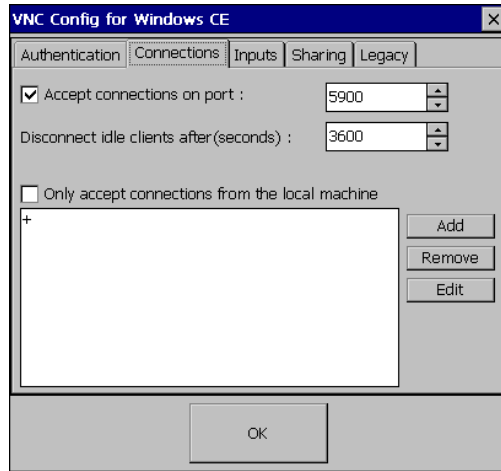 VNC Config for Windows CE
Authentication Connections Inputs Sharing Legacy
Accept connections on port : 5900
Disconnect idle clients after(seconds) : 3600
Only accept connections from the local machine
+
Add
Remove
Edit
OK